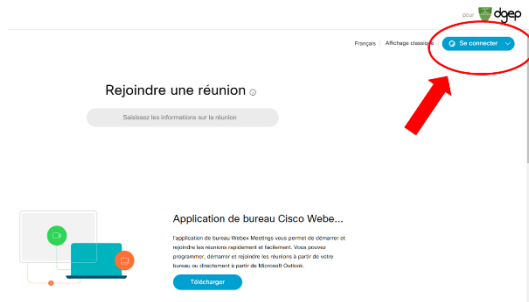 pour dgep
Français Affichage classique Se connecter
Rejoindre une réunion
Saisissez les informations sur la réunion
Application de bureau Cisco Webe...
l'application de bureau Webex Meetings vous permet de démarrer et
rejoindre les réunions rapidement et facilement. Vous pouvez
programmer, démarrer et rejoindre les réunions à partir de votre
bureau ou directement à partir de Microsoft Outlook.
Télécharger